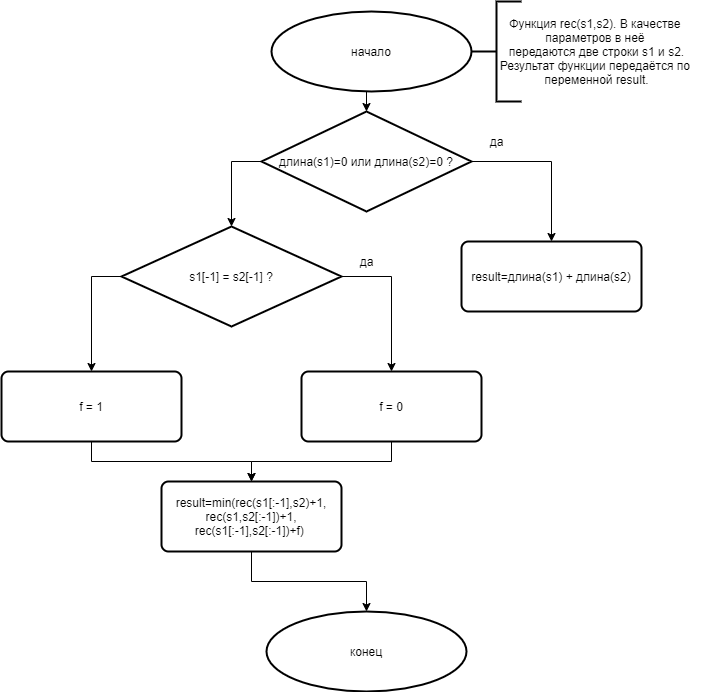 начало
Функция rec(s1,s2). В качестве
параметров в неё
передаются две строки s1 и s2.
Результат функции передаётся по
переменной result.
длина(s1)=0 или длина(s2)=0 ?
да
s1[-1] = s2[-1] ?
да
result=длина(s1) + длина(s2)
f = 1
f = 0
result=min(rec(s1[:-1],s2)+1,
rec(s1,s2[:-1])+1,
rec(s1[:-1],s2[:-1])+f)
конец